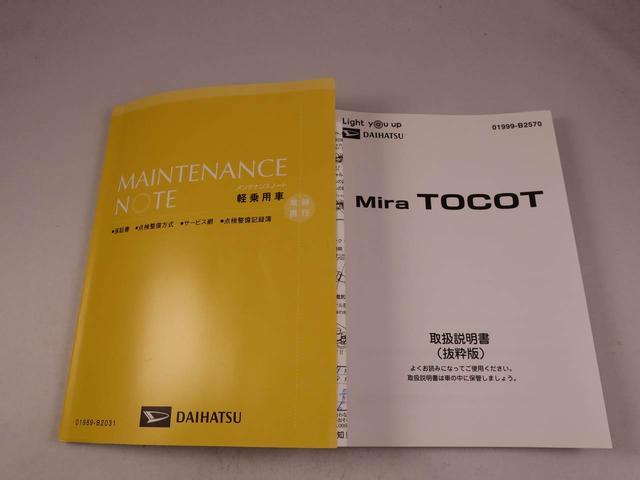 MAINTENANCE
NOTE
メンテナンスノート
軽乗用車
常時
携行
•保証書 •点検整備方式 •サービス網 •点検整備記録簿
01989-B2031
DAIHATSU
Light you up
DAIHATSU
01999-B2570
Mira TOCOT
取扱説明書
（抜粋版）
よくお読みになってご使用ください。
取扱説明書は車の中に保管しましょう。